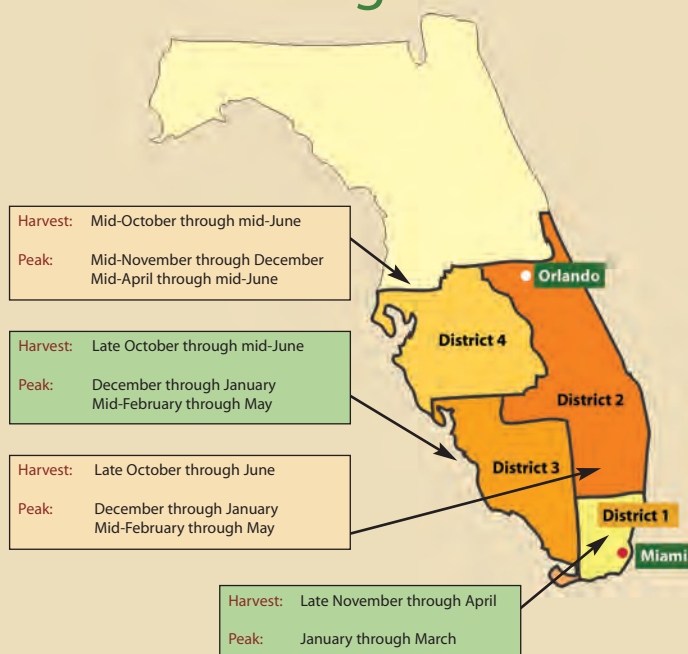 Harvest: Mid-October through mid-June
Peak: Mid-November through December
Mid-April through mid-June
Harvest: Late October through mid-June
Peak: December through January
Mid-February through May
Harvest: Late October through June
Peak: December through January
Mid-February through May
Harvest: Late November through April
Peak: January through March
Orlando
District 4
District 2
District 3
District 1
Miami